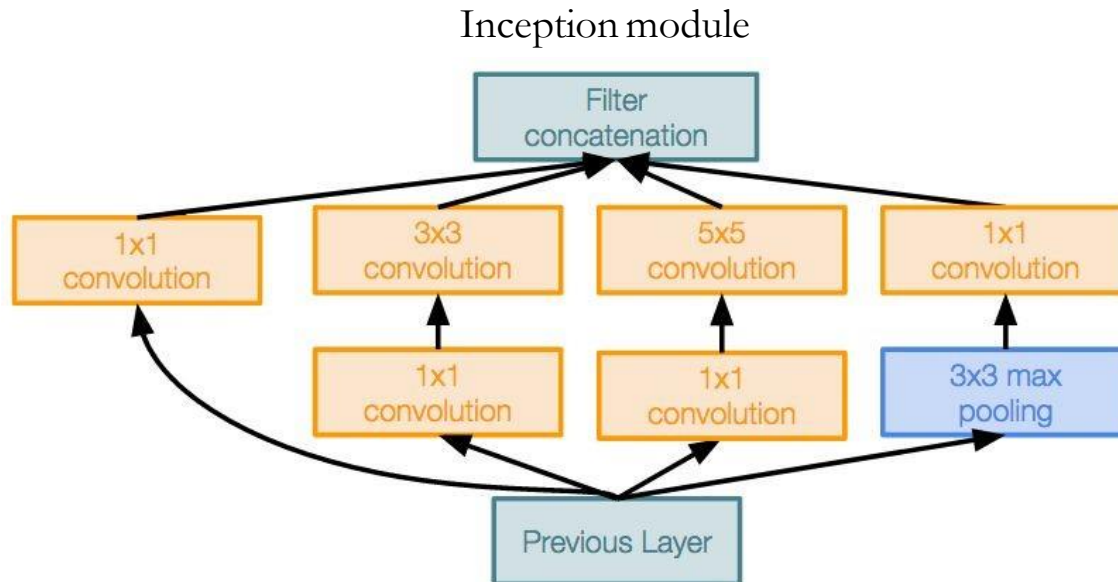 Inception module
Filter
concatenation
1x1
convolution
3x3
convolution
5x5
convolution
1x1
convolution
1x1
convolution
1x1
convolution
3x3 max
pooling
Previous Layer